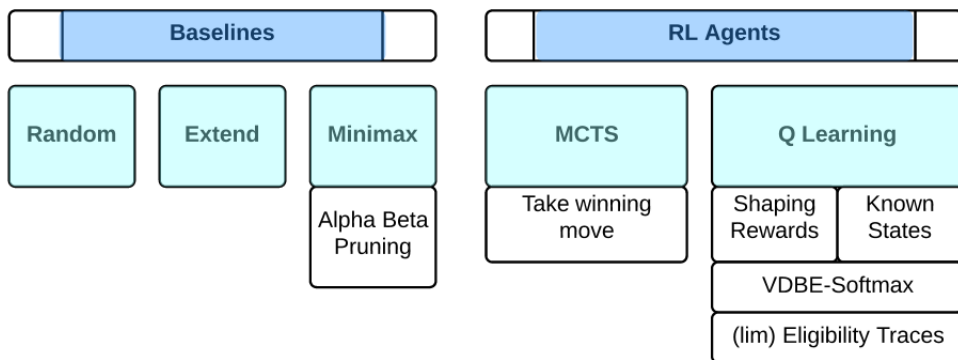 Baselines
RL Agents
Random
Extend
Minimax
MCTS
Q Learning
Alpha Beta
Pruning
Take winning
move
Shaping
Rewards
Known
States
VDBE-Softmax
(lim) Eligibility Traces